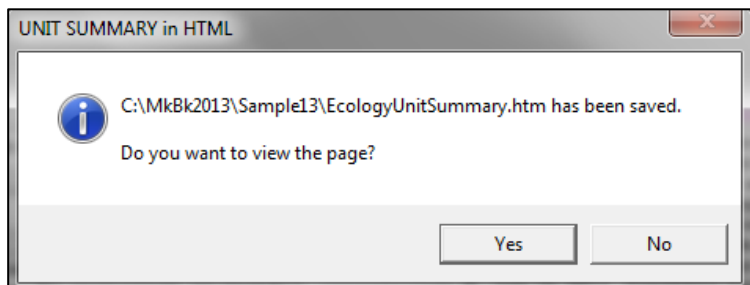 UNIT SUMMARY in HTML
C:\MkBk2013\Sample13\EcologyUnitSummary.htm has been saved.
Do you want to view the page?
Yes No